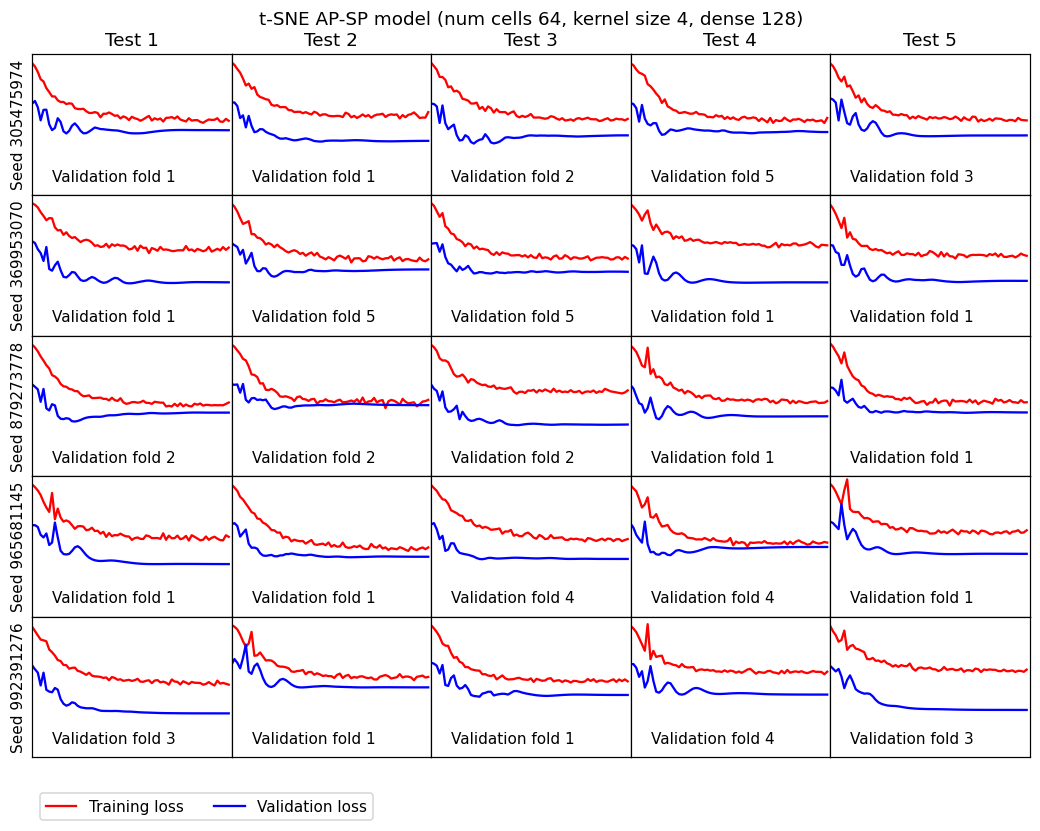 t-SNE AP-SP model (num cells 64, kernel size 4, dense 128)
Test 1 Test 2 Test 3 Test 4 Test 5
Seed 305475974
Validation fold 1 Validation fold 1 Validation fold 2 Validation fold 5 Validation fold 3
Seed 369953070
Validation fold 1 Validation fold 5 Validation fold 5 Validation fold 1 Validation fold 1
Seed 879273778
Validation fold 2 Validation fold 2 Validation fold 2 Validation fold 1 Validation fold 1
Seed 965681145
Validation fold 1 Validation fold 1 Validation fold 4 Validation fold 4 Validation fold 1
Seed 992391276
Validation fold 3 Validation fold 1 Validation fold 1 Validation fold 4 Validation fold 3
Training loss Validation loss